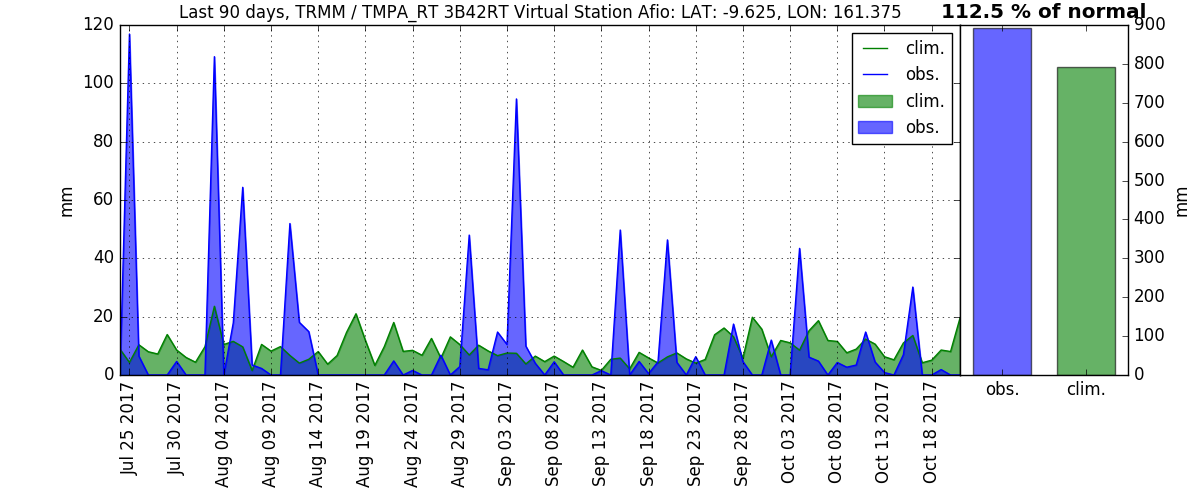 Last 90 days, TRMM / TMPA_RT 3B42RT Virtual Station Afio: LAT: -9.625, LON: 161.375
112.5 % of normal
120
100
80
60
40
20
0
mm
clim.
obs.
clim.
obs.
900
800
700
600
500
400
300
200
100
0
mm
Jul 25 2017
Jul 30 2017
Aug 04 2017
Aug 09 2017
Aug 14 2017
Aug 19 2017
Aug 24 2017
Aug 29 2017
Sep 03 2017
Sep 08 2017
Sep 13 2017
Sep 18 2017
Sep 23 2017
Sep 28 2017
Oct 03 2017
Oct 08 2017
Oct 13 2017
Oct 18 2017
obs.
clim.